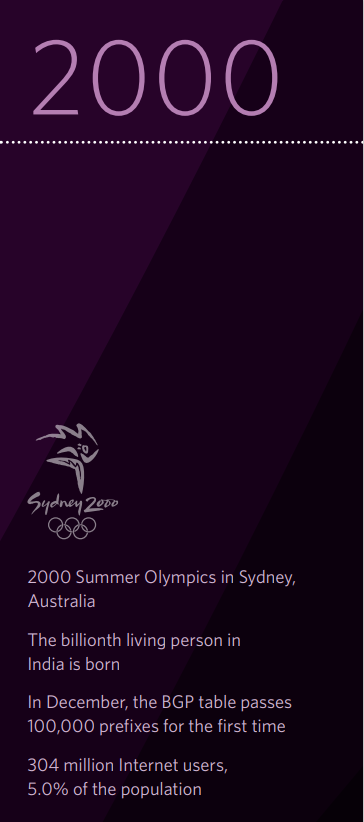 2000
Sydney 2000
2000 Summer Olympics in Sydney,
Australia
The billionth living person in
India is born
In December, the BGP table passes
100,000 prefixes for the first time
304 million Internet users,
5.0% of the population